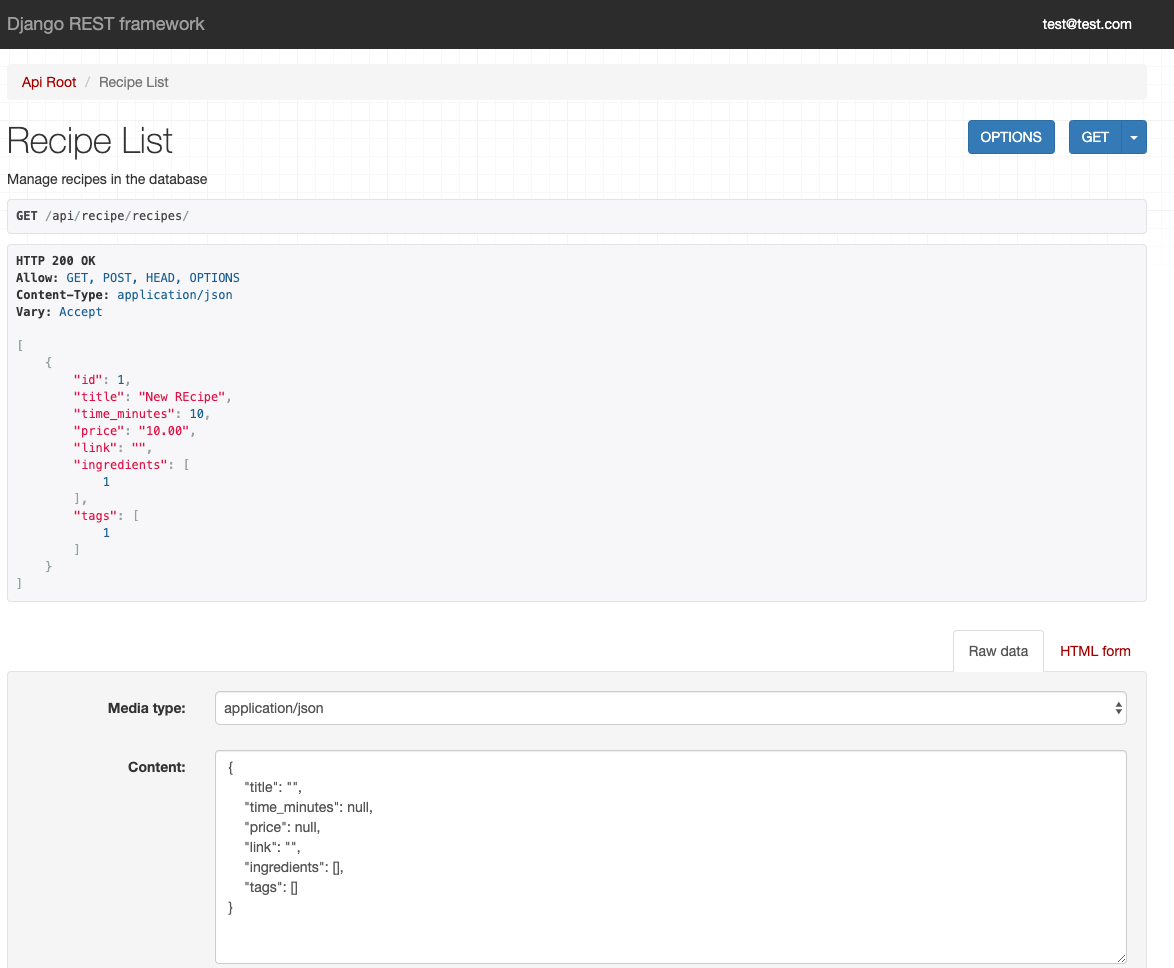 Django REST framework
test@test.com
Api Root / Recipe List
Recipe List
OPTIONS
GET
Manage recipes in the database
GET /api/recipe/recipes/
HTTP 200 OK
Allow: GET, POST, HEAD, OPTIONS
Content-Type: application/json
Vary: Accept
[
    {
        "id": 1,
        "title": "New REcipe",
        "time_minutes": 10,
        "price": "10.00",
        "link": "",
        "ingredients": [
            1
        ],
        "tags": [
            1
        ]
    }
]
Raw data
HTML form
Media type:
application/json
Content:
{
    "title": "",
    "time_minutes": null,
    "price": null,
    "link": "",
    "ingredients": [],
    "tags": []
}